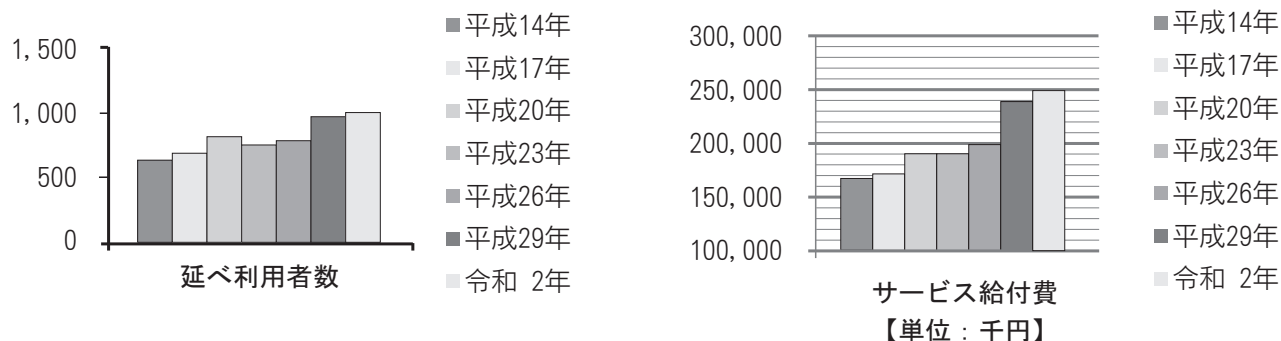 1,500
1,000
500
0
延べ利用者数
平成14年
平成17年
平成20年
平成23年
平成26年
平成29年
令和 2年
300,000
250,000
200,000
150,000
100,000
サービス給付費
【単位：千円】
平成14年
平成17年
平成20年
平成23年
平成26年
平成29年
令和 2年